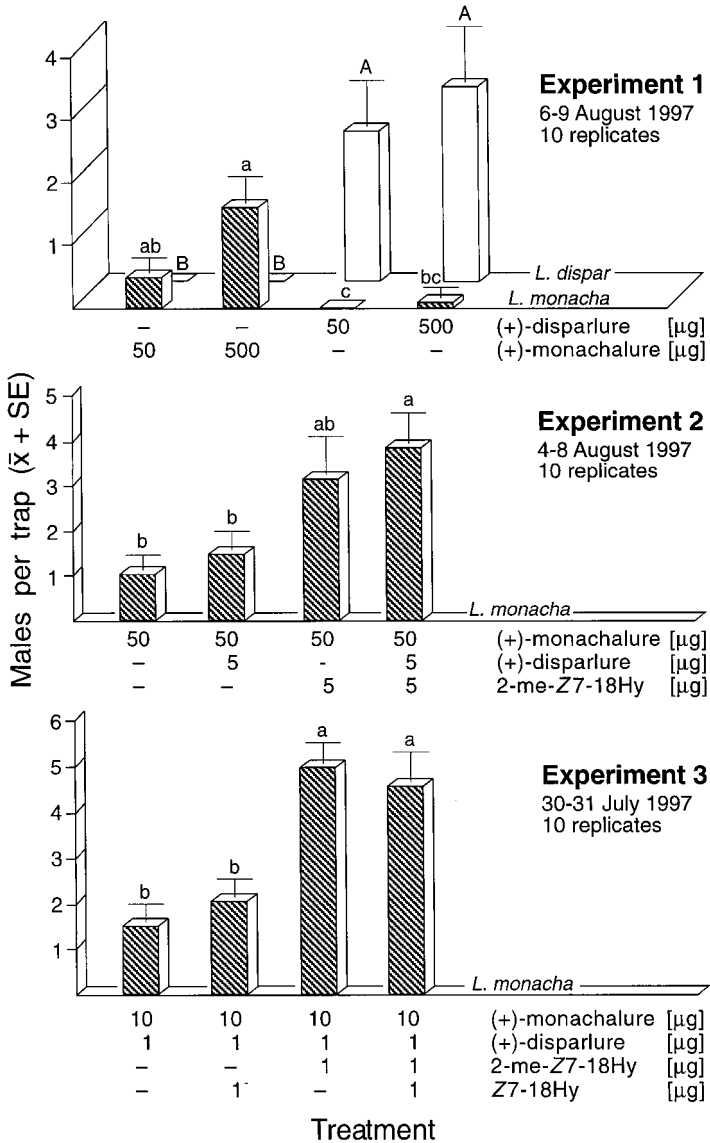 4
3
2
1
A
A
a
ab
B
B
bc
c
Experiment 1
6-9 August 1997
10 replicates
L. dispar
L. monacha
– – 50 500 (+)-disparlure [µg]
50 500 – – (+)-monachalure [µg]
Males per trap (x̄ + SE)
5
4
3
2
1
b
b
ab
a
Experiment 2
4-8 August 1997
10 replicates
L. monacha
50 50 50 50 (+)-monachalure [µg]
– 5 - 5 (+)-disparlure [µg]
– – 5 5 2-me-Z7-18Hy [µg]
6
5
4
3
2
1
b
b
a
a
Experiment 3
30-31 July 1997
10 replicates
L. monacha
10 10 10 10 (+)-monachalure [µg]
1 1 1 1 (+)-disparlure [µg]
– – 1 1 2-me-Z7-18Hy [µg]
– 1 – 1 Z7-18Hy [µg]
Treatment